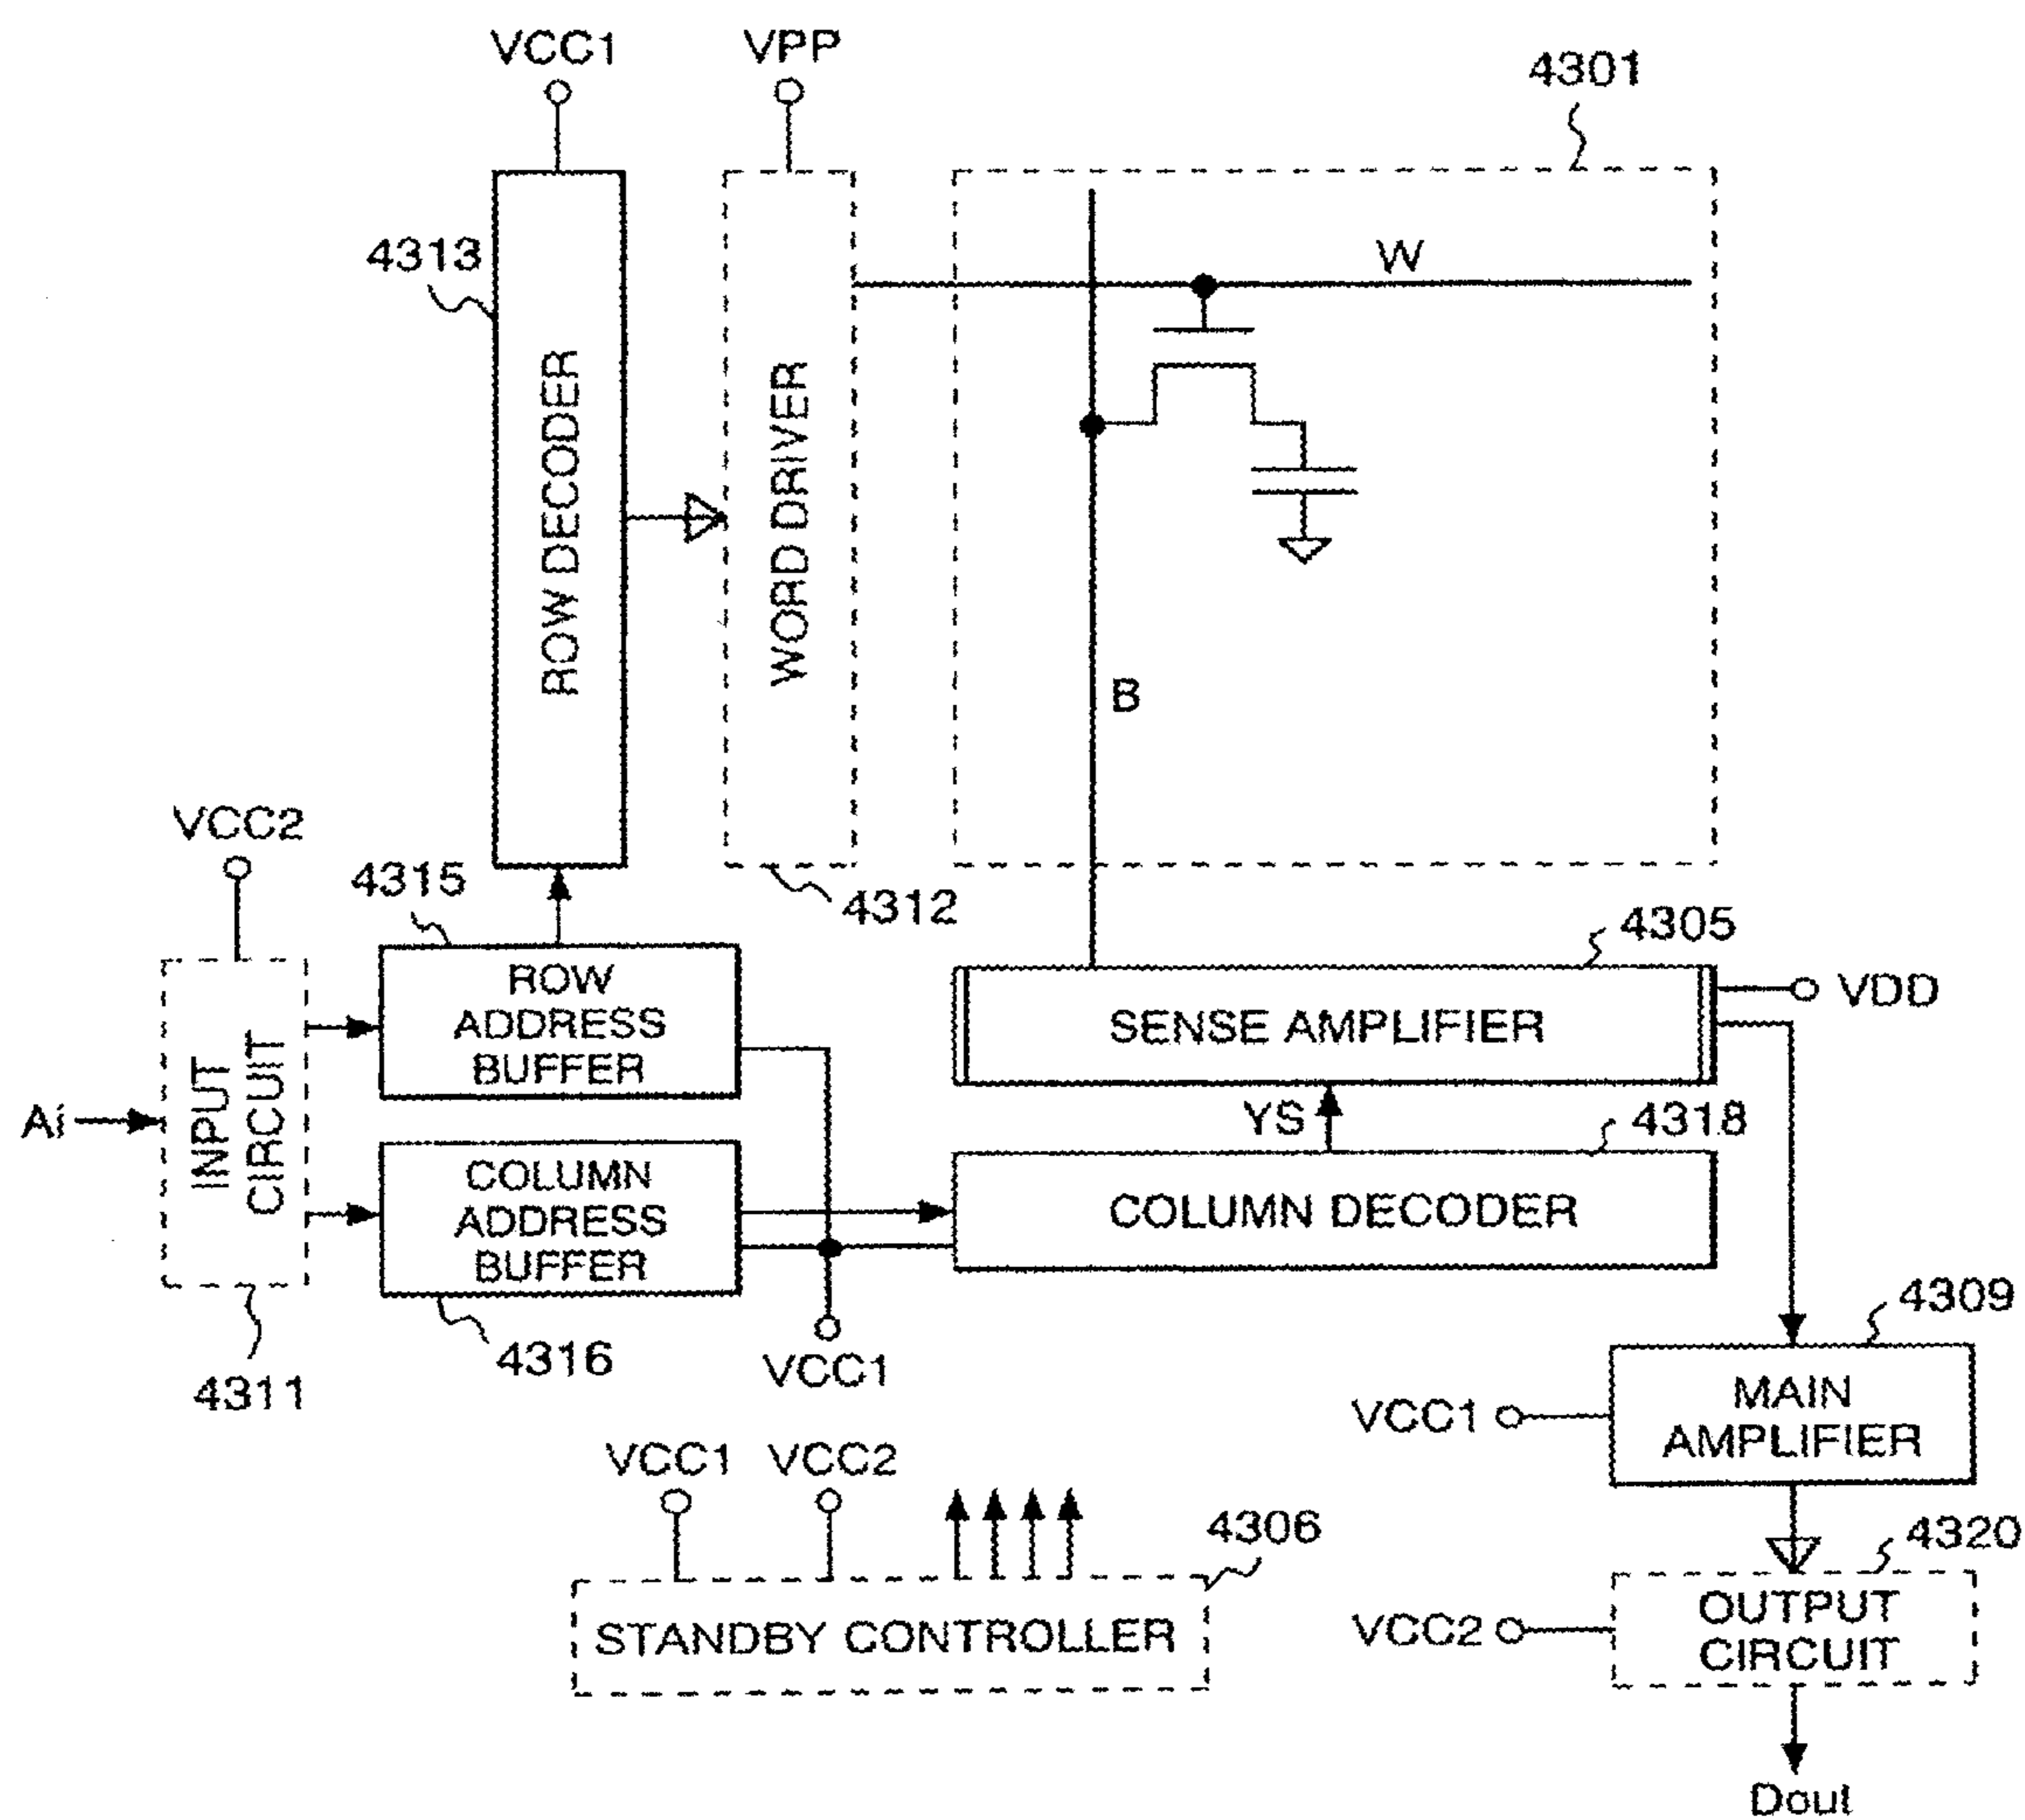 VCC1
VPP
4301
4313
W
ROW DECODER
WORD DRIVER
B
VCC2
4315
4312
4305
ROW
ADDRESS
BUFFER
SENSE AMPLIFIER
VDD
Ai
INPUT
CIRCUIT
YS
4318
COLUMN
ADDRESS
BUFFER
COLUMN DECODER
4311
4316
VCC1
4309
VCC1
MAIN
AMPLIFIER
VCC1
VCC2
4306
4320
STANDBY CONTROLLER
VCC2
OUTPUT
CIRCUIT
Dout